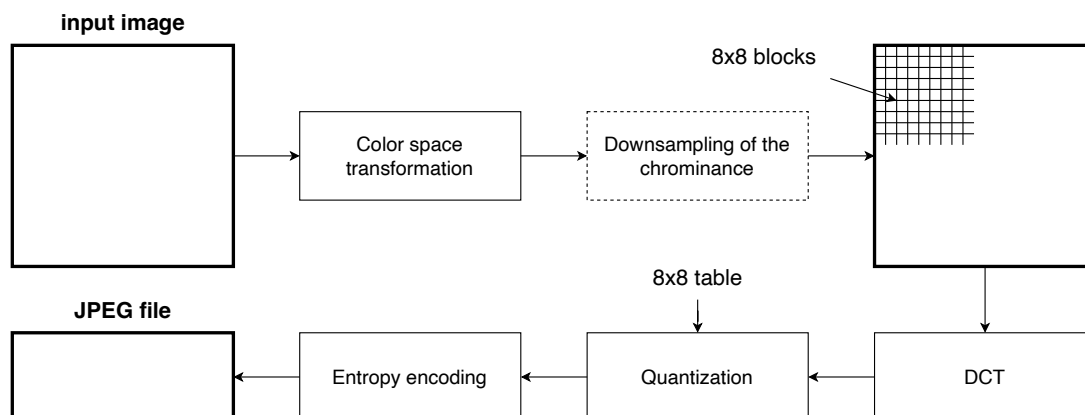 input image
8x8 blocks
Color space
transformation
Downsampling of the
chrominance
8x8 table
JPEG file
Entropy encoding
Quantization
DCT